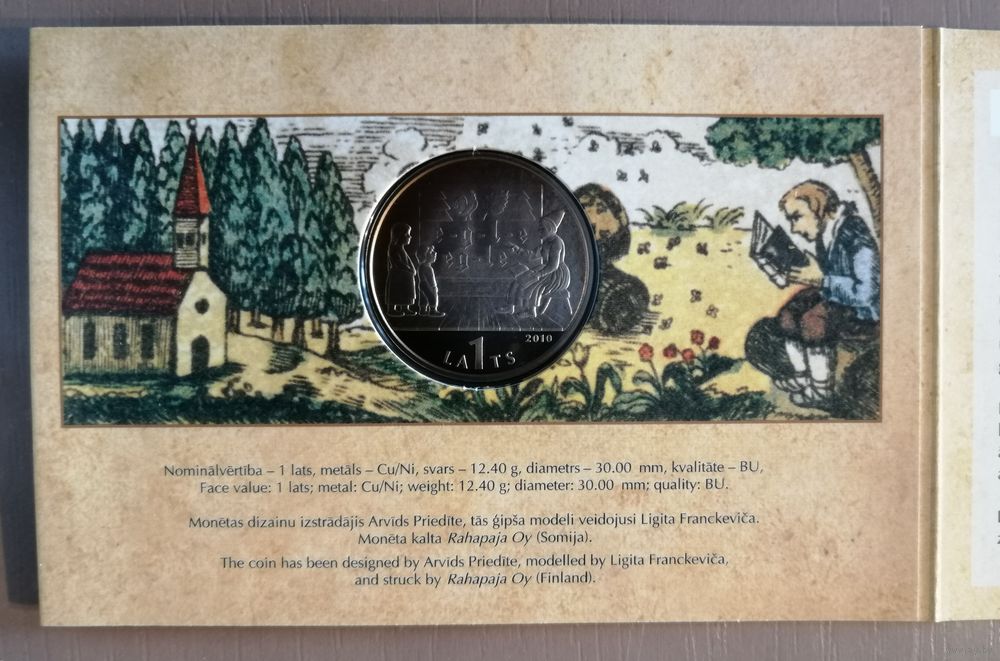 2010
1
LATS
Nominālvērtība – 1 lats, metāls – Cu/Ni, svars – 12.40 g, diametrs – 30.00 mm, kvalitāte – BU,
Face value: 1 lats; metal: Cu/Ni; weight: 12.40 g; diameter: 30.00 mm; quality: BU.
Monētas dizainu izstrādājis Arvīds Priedīte, tās ģipša modeli veidojusi Ligita Franckeviča.
Monēta kalta Rahapaja Oy (Somija).
The coin has been designed by Arvīds Priedīte, modelled by Ligita Franckeviča,
and struck by Rahapaja Oy (Finland).